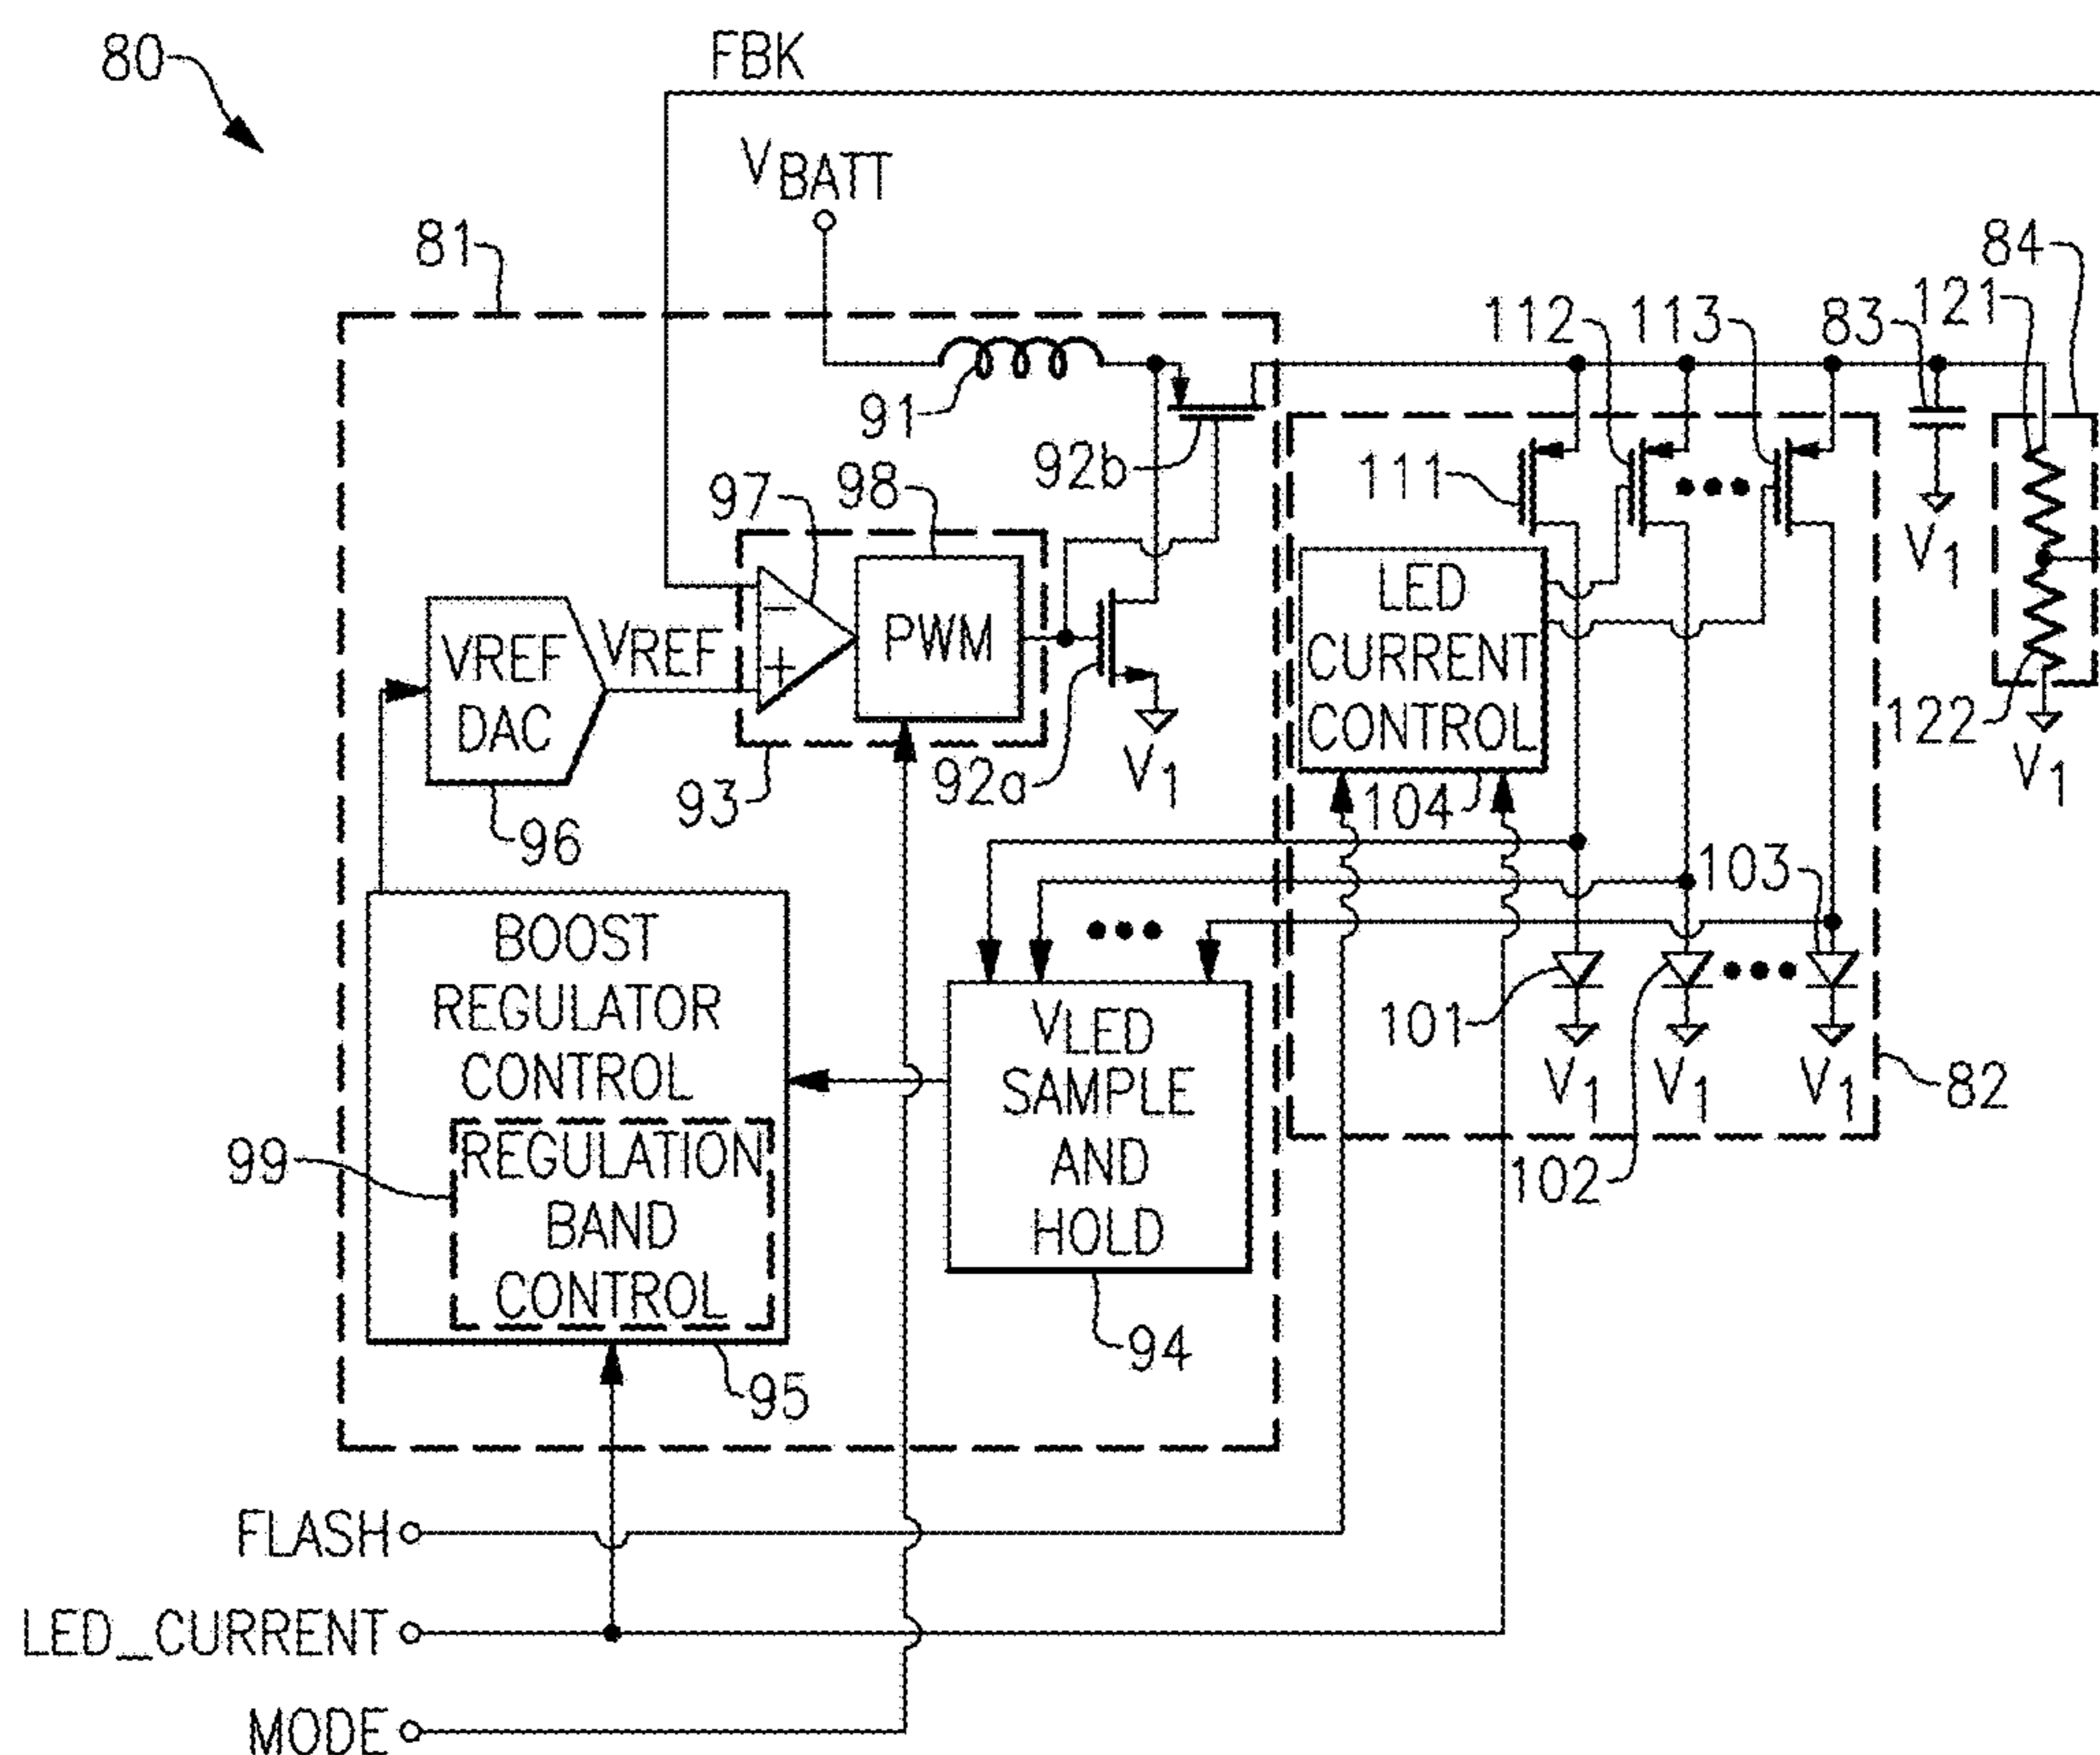 80
FBK
VBATT
81
84
121
112
113
83
91
92b
111
97
98
V1
VREF
DAC
VREF
−
+
PWM
LED
CURRENT
CONTROL
122
V1
93
92a
V1
104
96
103
BOOST
REGULATOR
CONTROL
VLED
SAMPLE
AND
HOLD
101
V1
V1
V1
82
99
REGULATION
BAND
CONTROL
102
94
95
FLASH
LED_CURRENT
MODE